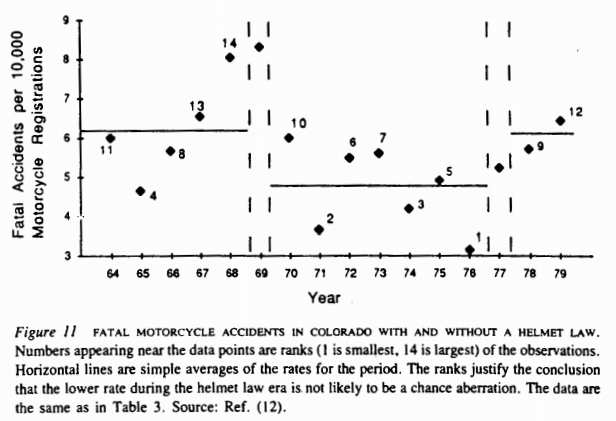 Fatal Accidents per 10,000
Motorcycle Registrations
9
8
7
6
5
4
3
14
13
11
8
4
10
6
7
2
5
3
1
9
12
64 65 66 67 68 69 70 71 72 73 74 75 76 77 78 79
Year
Figure 11 FATAL MOTORCYCLE ACCIDENTS IN COLORADO WITH AND WITHOUT A HELMET LAW.
Numbers appearing near the data points are ranks (1 is smallest, 14 is largest) of the observations.
Horizontal lines are simple averages of the rates for the period. The ranks justify the conclusion
that the lower rate during the helmet law era is not likely to be a chance aberration. The data are
the same as in Table 3. Source: Ref. (12).